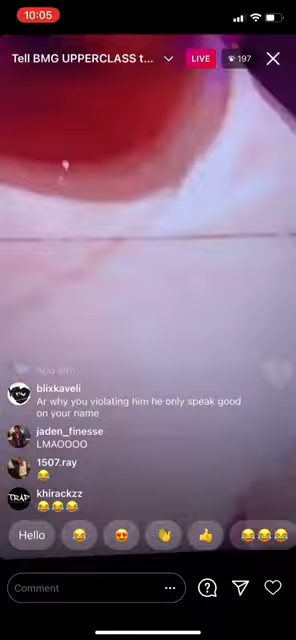 10:05
Tell BMG UPPERCLASS t...
LIVE
197
blixkaveli
Ar why you violating him he only speak good
on your name
jaden_finesse
LMAOOOO
1507.ray
😂
TRAP
khirackzz
😂😂😂
Hello
😂
😍
👋
👍
😂😂😂
Comment